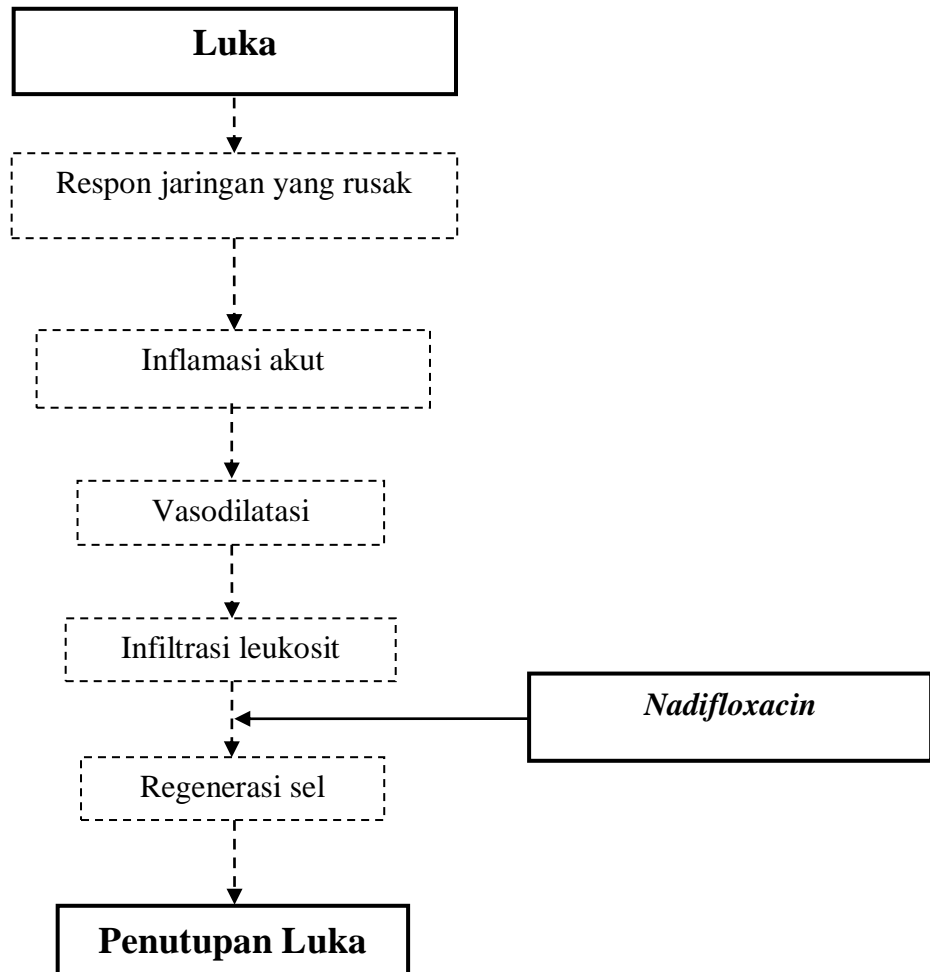 Luka
Respon jaringan yang rusak
Inflamasi akut
Vasodilatasi
Infiltrasi leukosit
Nadifloxacin
Regenerasi sel
Penutupan Luka